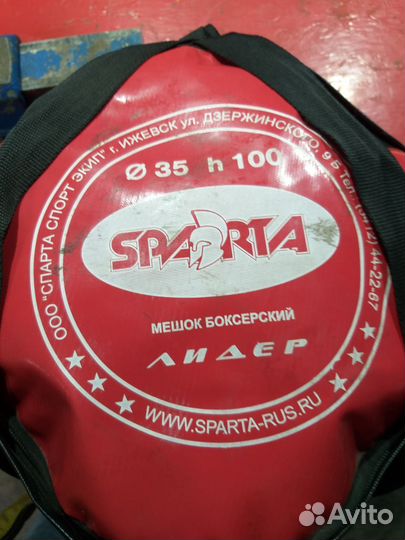 ООО "СПАРТА СПОРТ ЭКИП" г. ИЖЕВСК ул. ДЗЕРЖИНСКОГО, 9 Б Тел. (3412) 44-22-67
Ø 35 h 100
SPARTA
МЕШОК БОКСЕРСКИЙ
ЛИДЕР
WWW.SPARTA-RUS.RU
Avito